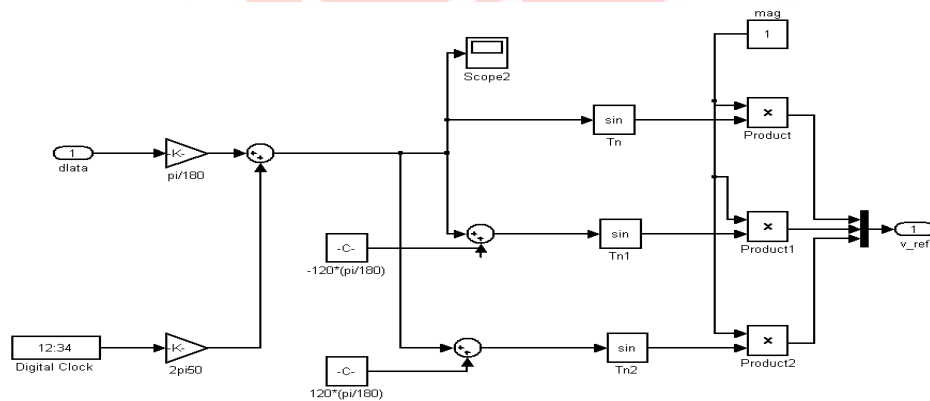 mag
1
Scope2
sin
Tn
×
Product
1
dlata
-K-
pi/180
++
-C-
-120*(pi/180)
++
sin
Tn1
×
Product1
1
v_ref
12:34
Digital Clock
-K-
2pi50
-C-
120*(pi/180)
++
sin
Tn2
×
Product2